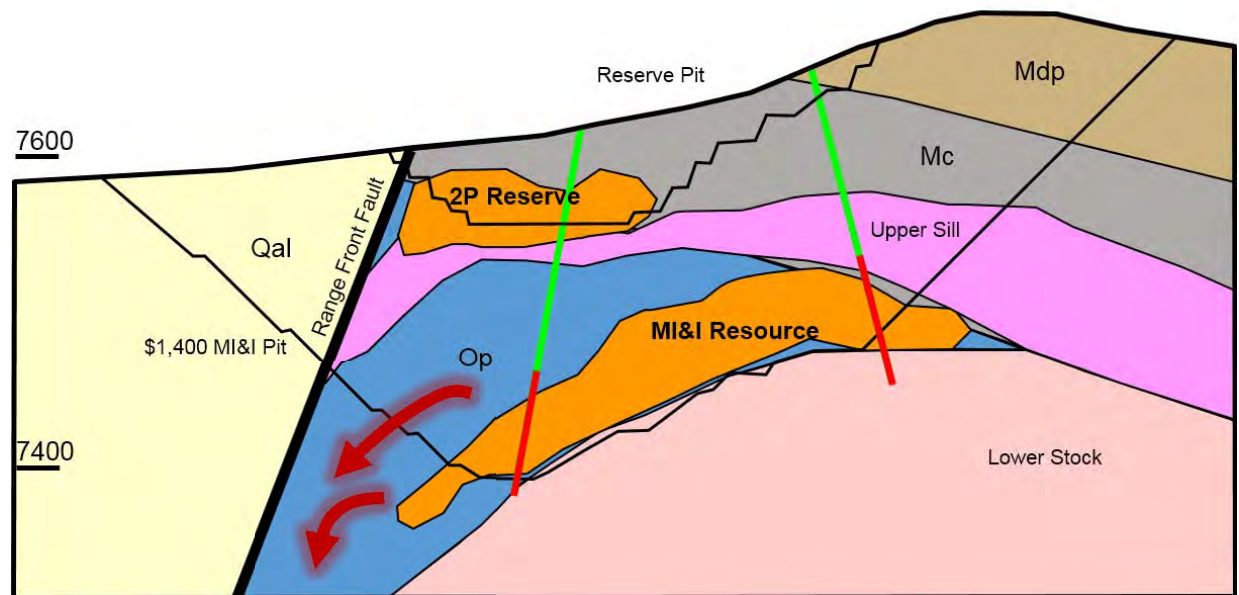 Reserve Pit
Mdp
7600
Mc
2P Reserve
Range Front Fault
Upper Sill
Qal
MI&I Resource
$1,400 MI&I Pit
Op
7400
Lower Stock